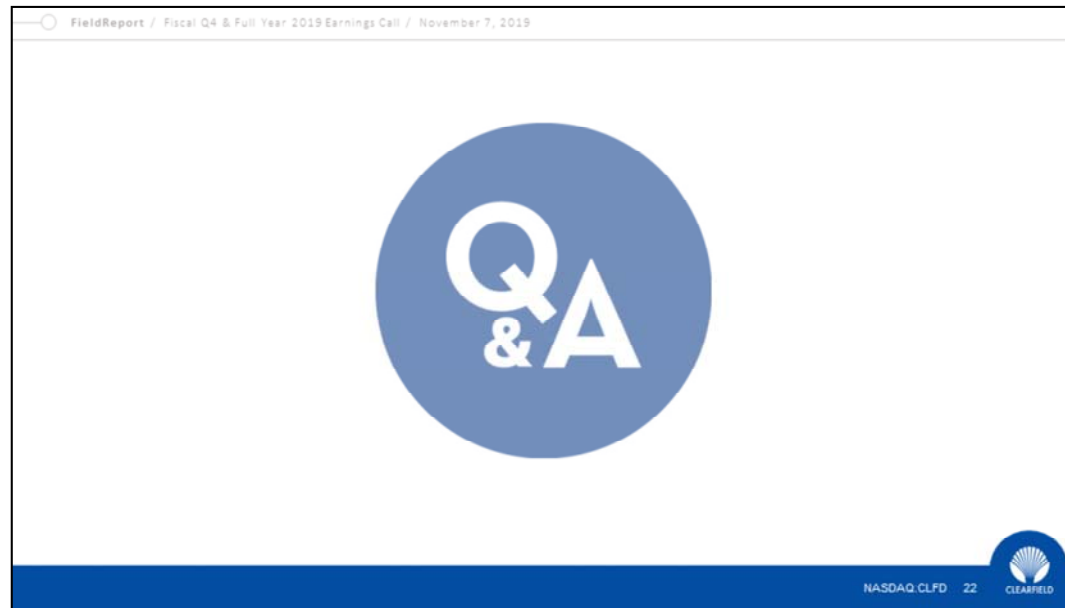 FieldReport / Fiscal Q4 & Full Year 2019 Earnings Call / November 7, 2019
Q
&A
NASDAQ:CLFD 22
CLEARFIELD